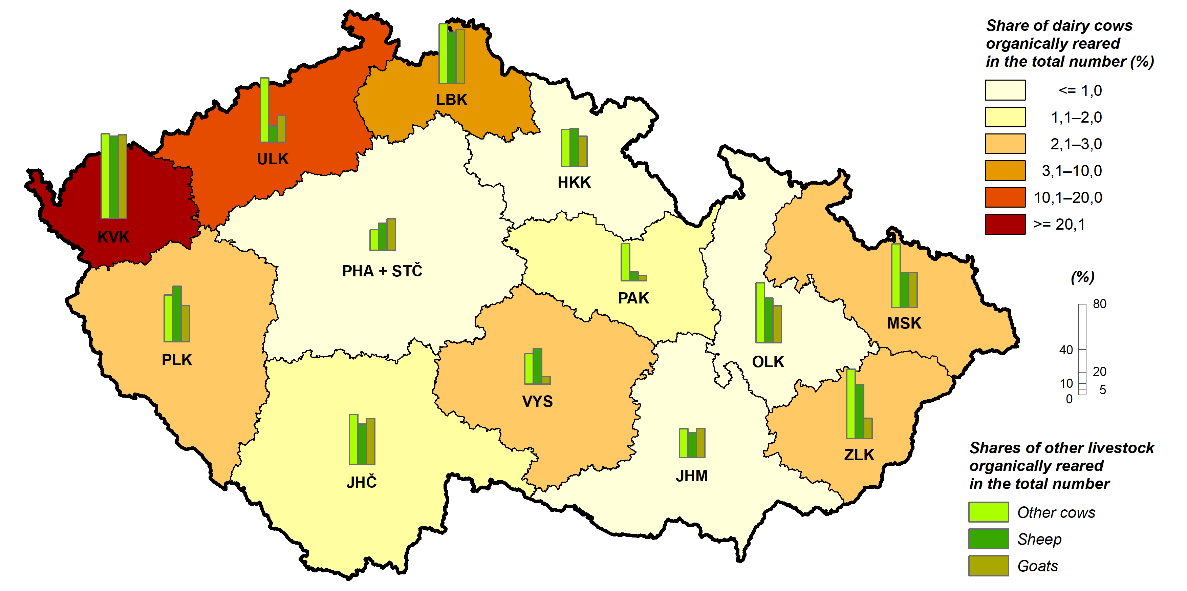 Share of dairy cows
organically reared
in the total number (%)
<= 1,0
1,1–2,0
2,1–3,0
3,1–10,0
10,1–20,0
>= 20,1
LBK
ULK
HKK
KVK
PHA + STČ
PAK
MSK
PLK
OLK
VYS
ZLK
JHČ
JHM
(%)
80
40
20
10
5
0
Shares of other livestock
organically reared
in the total number
Other cows
Sheep
Goats